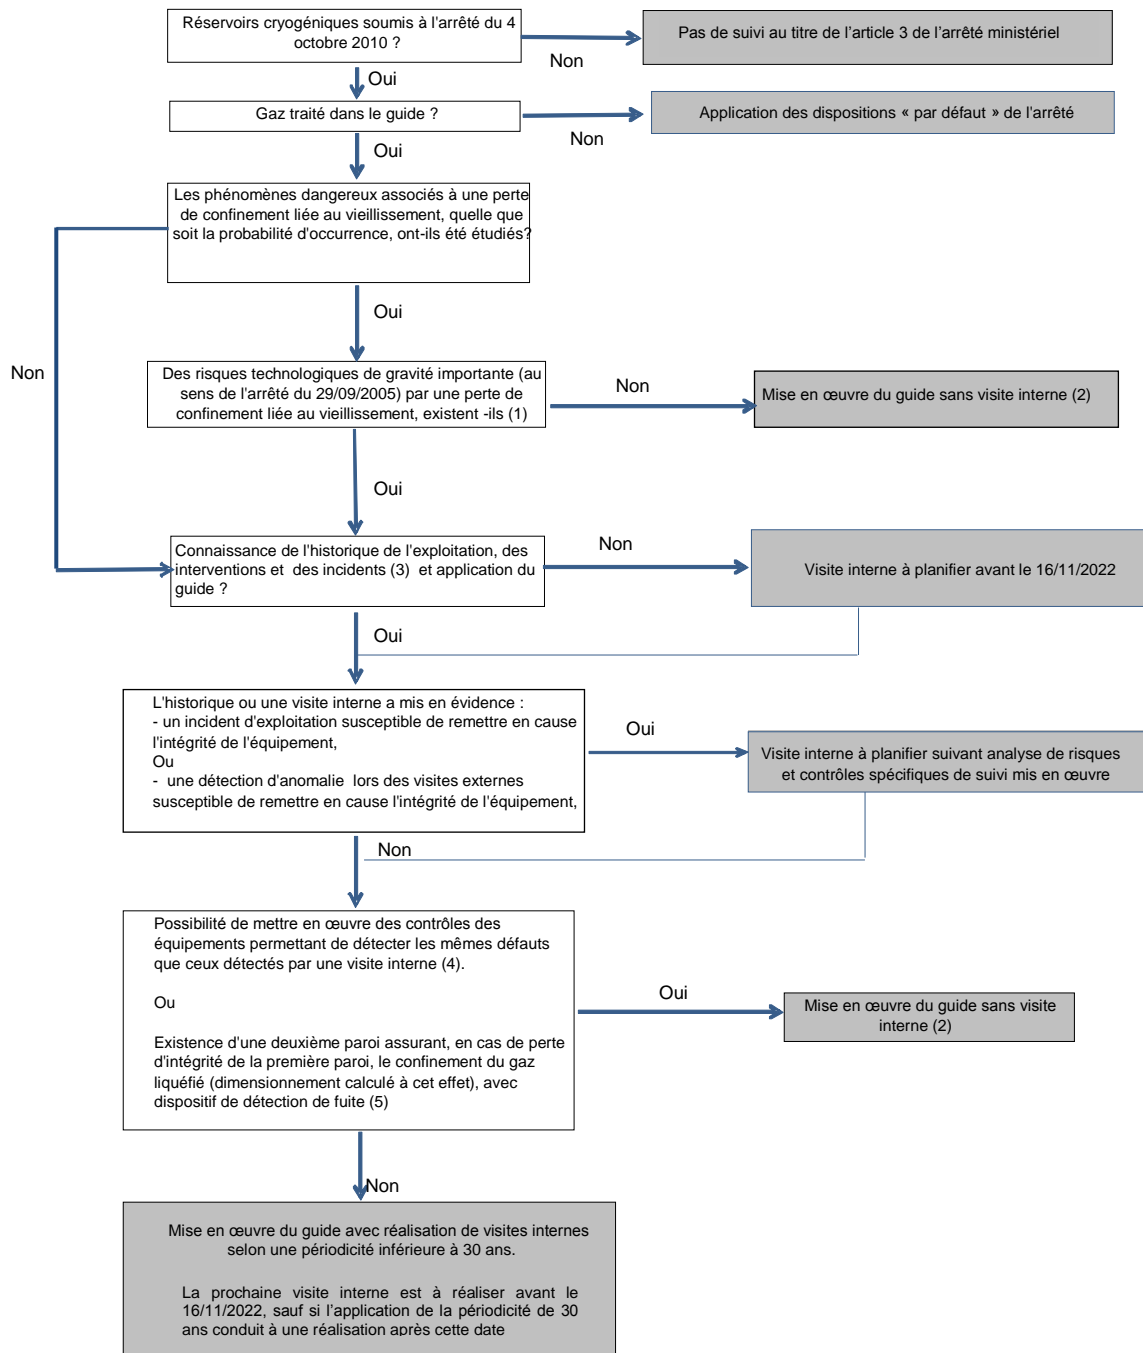 Réservoirs cryogéniques soumis à l'arrêté du 4
octobre 2010 ?
Pas de suivi au titre de l'article 3 de l'arrêté ministériel
Non
Oui
Gaz traité dans le guide ?
Application des dispositions « par défaut » de l'arrêté
Non
Oui
Les phénomènes dangereux associés à une perte
de confinement liée au vieillissement, quelle que
soit la probabilité d'occurrence, ont-ils été étudiés?
Oui
Non
Des risques technologiques de gravité importante (au
sens de l'arrêté du 29/09/2005) par une perte de
confinement liée au vieillissement, existent -ils (1)
Non
Mise en œuvre du guide sans visite interne (2)
Oui
Connaissance de l'historique de l'exploitation, des
interventions et des incidents (3) et application du
guide ?
Non
Visite interne à planifier avant le 16/11/2022
Oui
L'historique ou une visite interne a mis en évidence :
- un incident d'exploitation susceptible de remettre en cause
l'intégrité de l'équipement,
Ou
- une détection d'anomalie lors des visites externes
susceptible de remettre en cause l'intégrité de l'équipement,
Oui
Visite interne à planifier suivant analyse de risques
et contrôles spécifiques de suivi mis en œuvre
Non
Possibilité de mettre en œuvre des contrôles des
équipements permettant de détecter les mêmes défauts
que ceux détectés par une visite interne (4).
Ou
Existence d'une deuxième paroi assurant, en cas de perte
d'intégrité de la première paroi, le confinement du gaz
liquéfié (dimensionnement calculé à cet effet), avec
dispositif de détection de fuite (5)
Oui
Mise en œuvre du guide sans visite
interne (2)
Non
Mise en œuvre du guide avec réalisation de visites internes
selon une périodicité inférieure à 30 ans.
La prochaine visite interne est à réaliser avant le
16/11/2022, sauf si l'application de la périodicité de 30
ans conduit à une réalisation après cette date